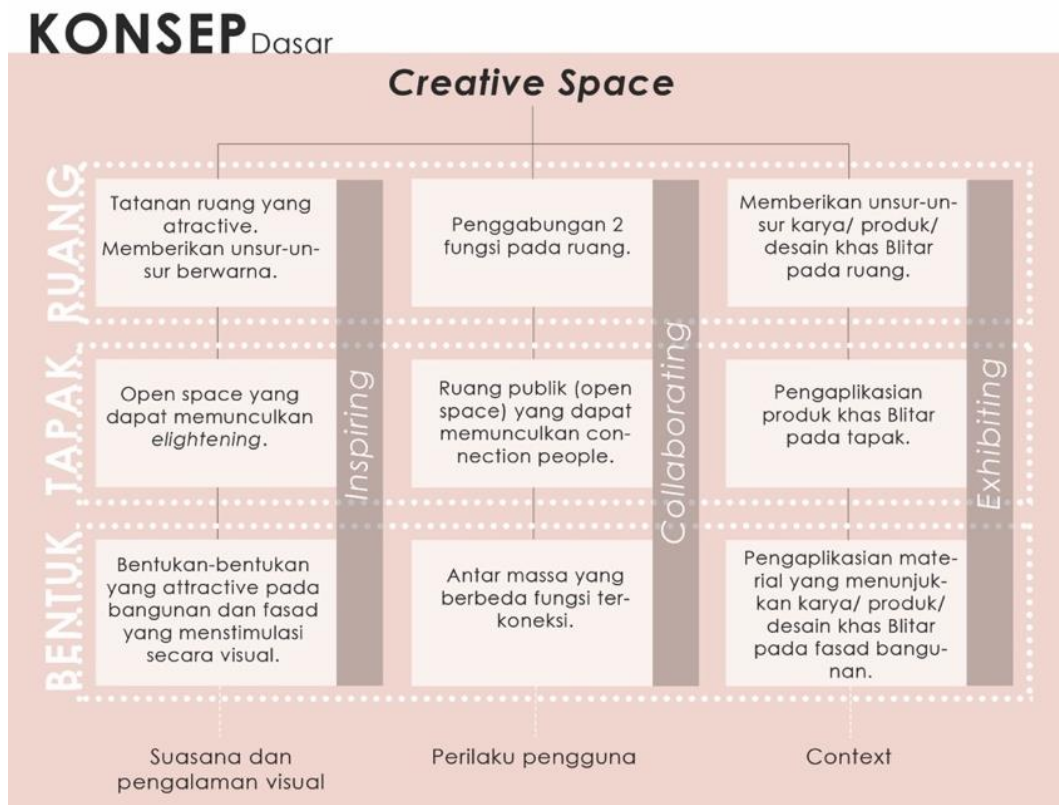 KONSEP Dasar
Creative Space
RUANG
Tatanan ruang yang
atractive.
Memberikan unsur-un-
sur berwarna.
Penggabungan 2
fungsi pada ruang.
Memberikan unsur-un-
sur karya/ produk/
desain khas Blitar
pada ruang.
TAPAK
Open space yang
dapat memunculkan
elightening.
Ruang publik (open
space) yang dapat
memunculkan con-
nection people.
Pengaplikasian
produk khas Blitar
pada tapak.
BENTUK
Bentukan-bentukan
yang attractive pada
bangunan dan fasad
yang menstimulasi
secara visual.
Antar massa yang
berbeda fungsi ter-
koneksi.
Pengaplikasian mate-
rial yang menunjuk-
kan karya/ produk/
desain khas Blitar
pada fasad bangu-
nan.
Inspiring
Collaborating
Exhibiting
Suasana dan
pengalaman visual
Perilaku pengguna
Context